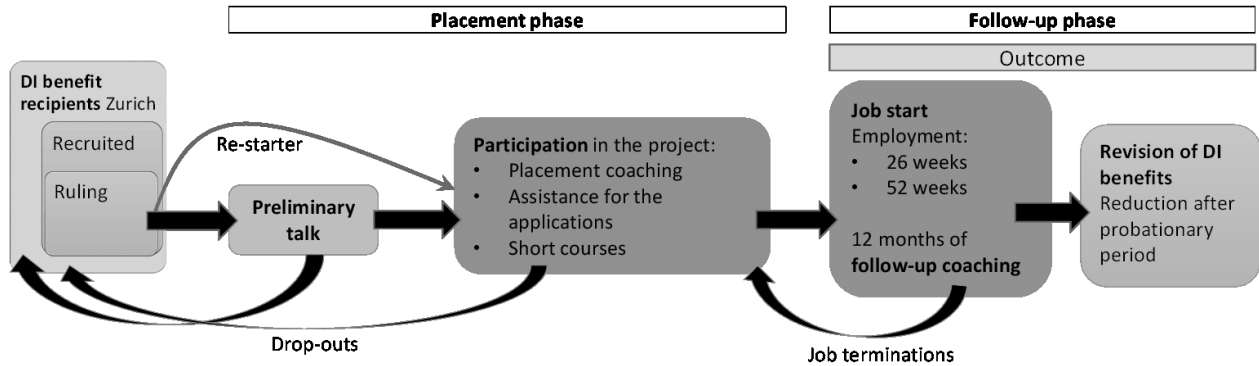 Placement phase
Follow-up phase
Outcome
DI benefit
recipients Zurich
Recruited
Ruling
Re-starter
Preliminary
talk
Participation in the project:
• Placement coaching
• Assistance for the
applications
• Short courses
Job start
Employment:
• 26 weeks
• 52 weeks
12 months of
follow-up coaching
Revision of DI
benefits
Reduction after
probationary
period
Drop-outs
Job terminations